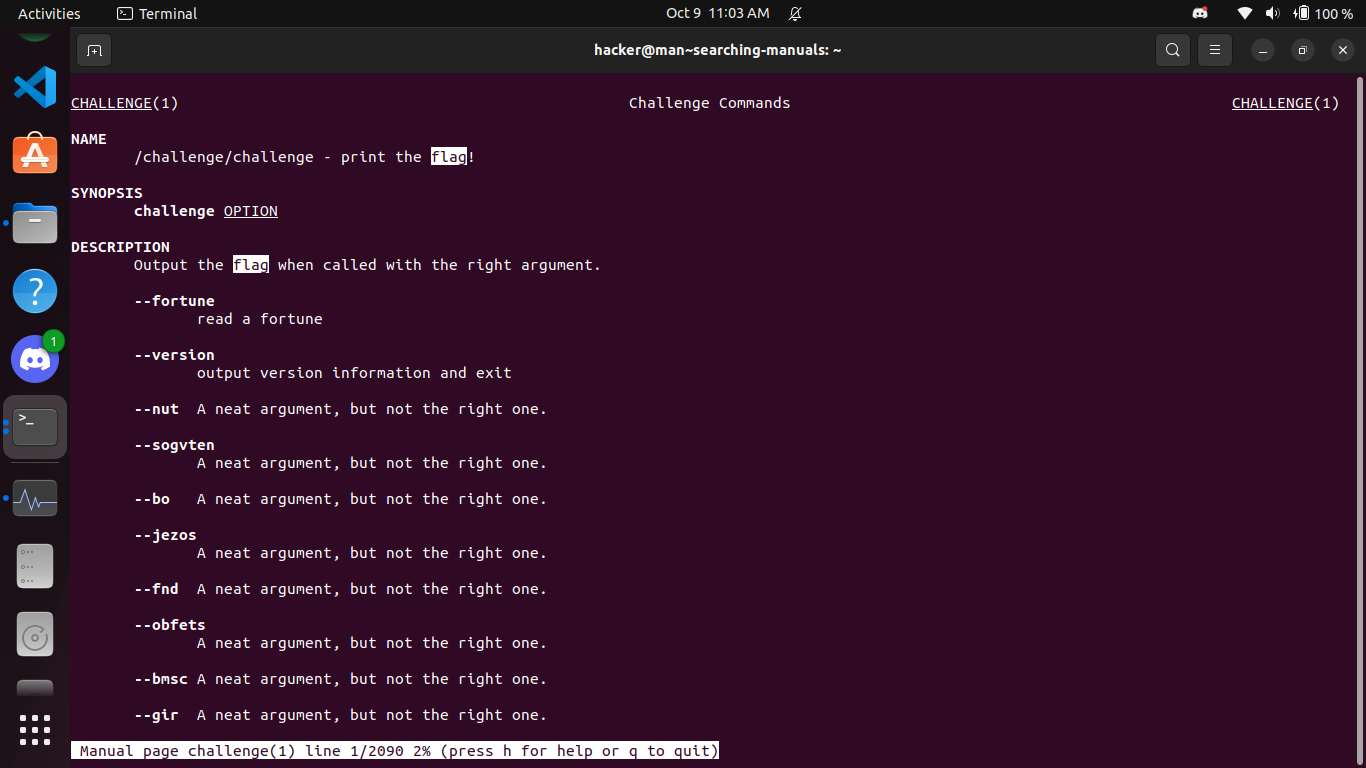 Activities Terminal Oct 9 11:03 AM 100 %
hacker@man~searching-manuals: ~
CHALLENGE(1) Challenge Commands CHALLENGE(1)
NAME
/challenge/challenge - print the flag!
SYNOPSIS
challenge OPTION
DESCRIPTION
Output the flag when called with the right argument.
--fortune
read a fortune
--version
output version information and exit
--nut A neat argument, but not the right one.
--sogvten
A neat argument, but not the right one.
--bo A neat argument, but not the right one.
--jezos
A neat argument, but not the right one.
--fnd A neat argument, but not the right one.
--obfets
A neat argument, but not the right one.
--bmsc A neat argument, but not the right one.
--gir A neat argument, but not the right one.
Manual page challenge(1) line 1/2090 2% (press h for help or q to quit)
1
?
>_